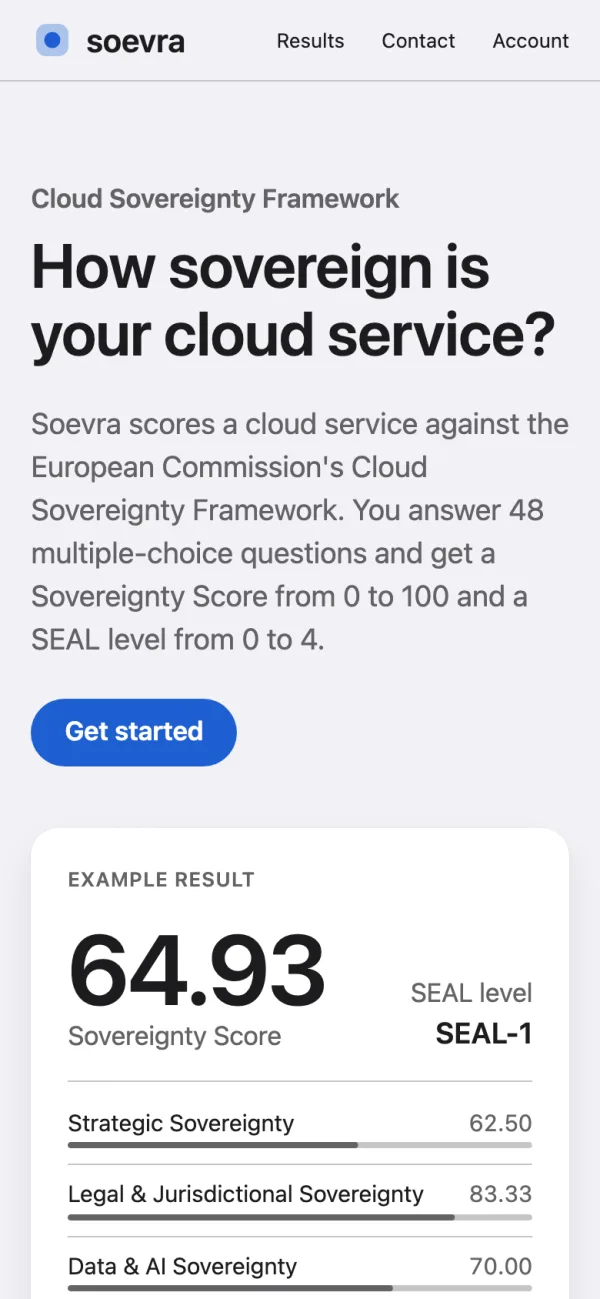 soevra
Results Contact Account
Cloud Sovereignty Framework
How sovereign is
your cloud service?
Soevra scores a cloud service against the
European Commission's Cloud
Sovereignty Framework. You answer 48
multiple-choice questions and get a
Sovereignty Score from 0 to 100 and a
SEAL level from 0 to 4.
Get started
EXAMPLE RESULT
64.93
Sovereignty Score
SEAL level
SEAL-1
Strategic Sovereignty 62.50
Legal & Jurisdictional Sovereignty 83.33
Data & AI Sovereignty 70.00